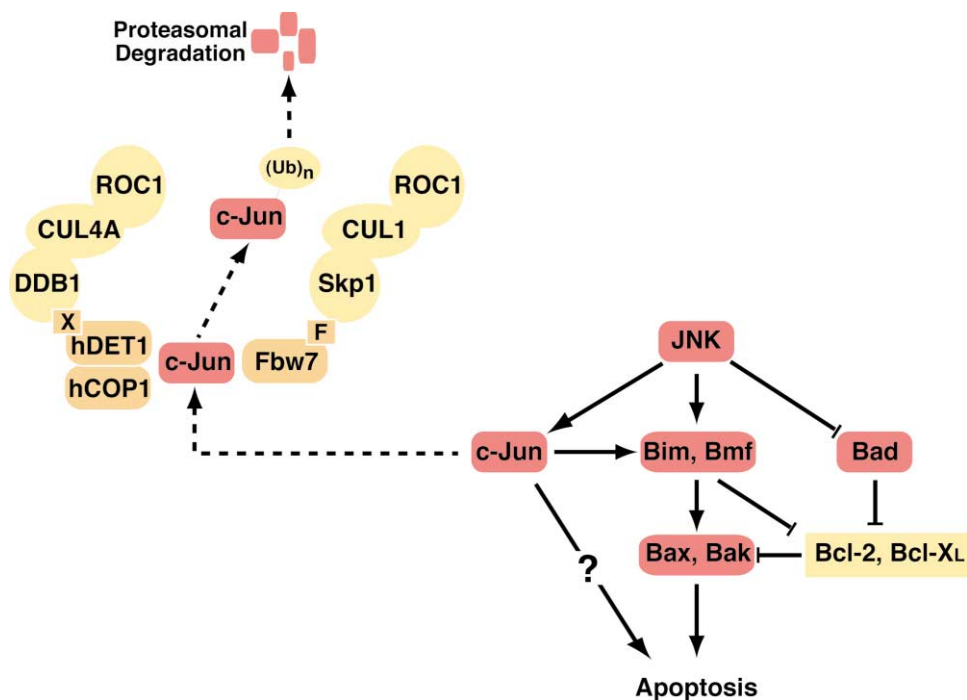 Proteasomal
Degradation
(Ub)n
ROC1
ROC1
c-Jun
CUL4A
CUL1
DDB1
Skp1
X
F
hDET1
c-Jun
Fbw7
hCOP1
JNK
c-Jun
Bim, Bmf
Bad
Bax, Bak
Bcl-2, Bcl-XL
?
Apoptosis